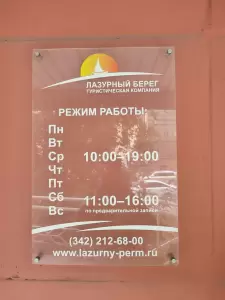 ЛАЗУРНЫЙ БЕРЕГ
ТУРИСТИЧЕСКАЯ КОМПАНИЯ
РЕЖИМ РАБОТЫ:
Пн
Вт
Ср 10:00–19:00
Чт
Пт
Сб 11:00–16:00
Вс по предварительной записи
(342) 212-68-00
www.lazurny-perm.ru